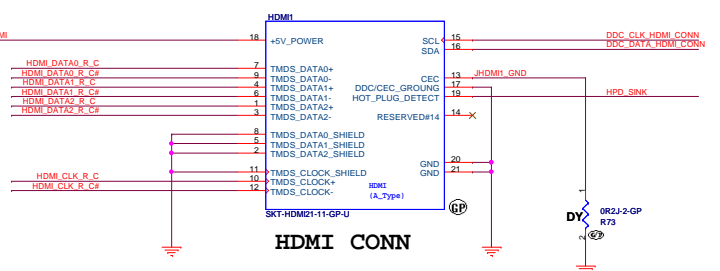 HDMI1
MI
18 +5V_POWER
SCL 15 DDC_CLK_HDMI_CONN
SDA 16 DDC_DATA_HDMI_CONN
HDMI_DATA0_R_C 7 TMDS_DATA0+
HDMI_DATA0_R_C# 9 TMDS_DATA0-
HDMI_DATA1_R_C 4 TMDS_DATA1+
HDMI_DATA1_R_C# 6 TMDS_DATA1-
HDMI_DATA2_R_C 1 TMDS_DATA2+
HDMI_DATA2_R_C# 3 TMDS_DATA2-
CEC 13 JHDMI1_GND
DDC/CEC_GROUNG 17
HOT_PLUG_DETECT 19 HPD_SINK
RESERVED#14 14
8 TMDS_DATA0_SHIELD
5 TMDS_DATA1_SHIELD
2 TMDS_DATA2_SHIELD
GND 20
GND 21
11 TMDS_CLOCK_SHIELD
HDMI_CLK_R_C 10 TMDS_CLOCK+
HDMI_CLK_R_C# 12 TMDS_CLOCK-
HDMI
(A_Type)
SKT-HDMI21-11-GP-U
GP
HDMI CONN
1
DY
0R2J-2-GP
R73
2
GP